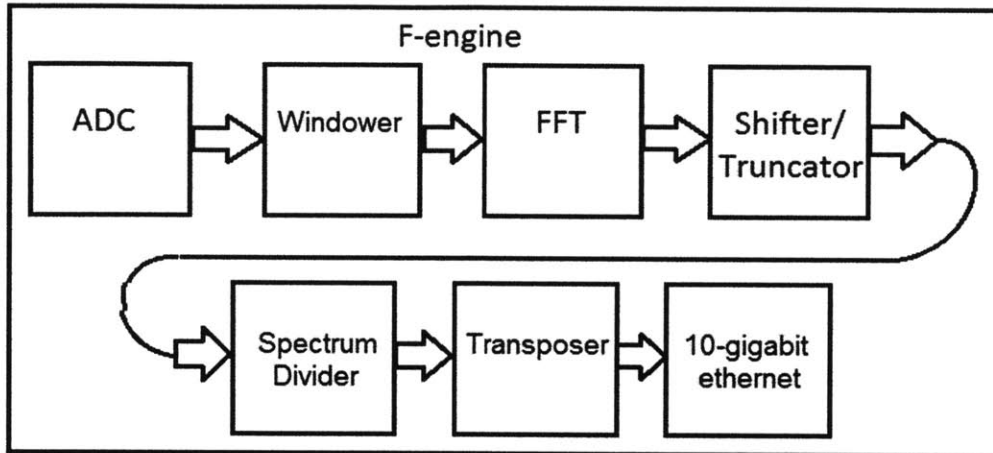 F-engine
ADC
Windower
FFT
Shifter/
Truncator
Spectrum
Divider
Transposer
10-gigabit
ethernet